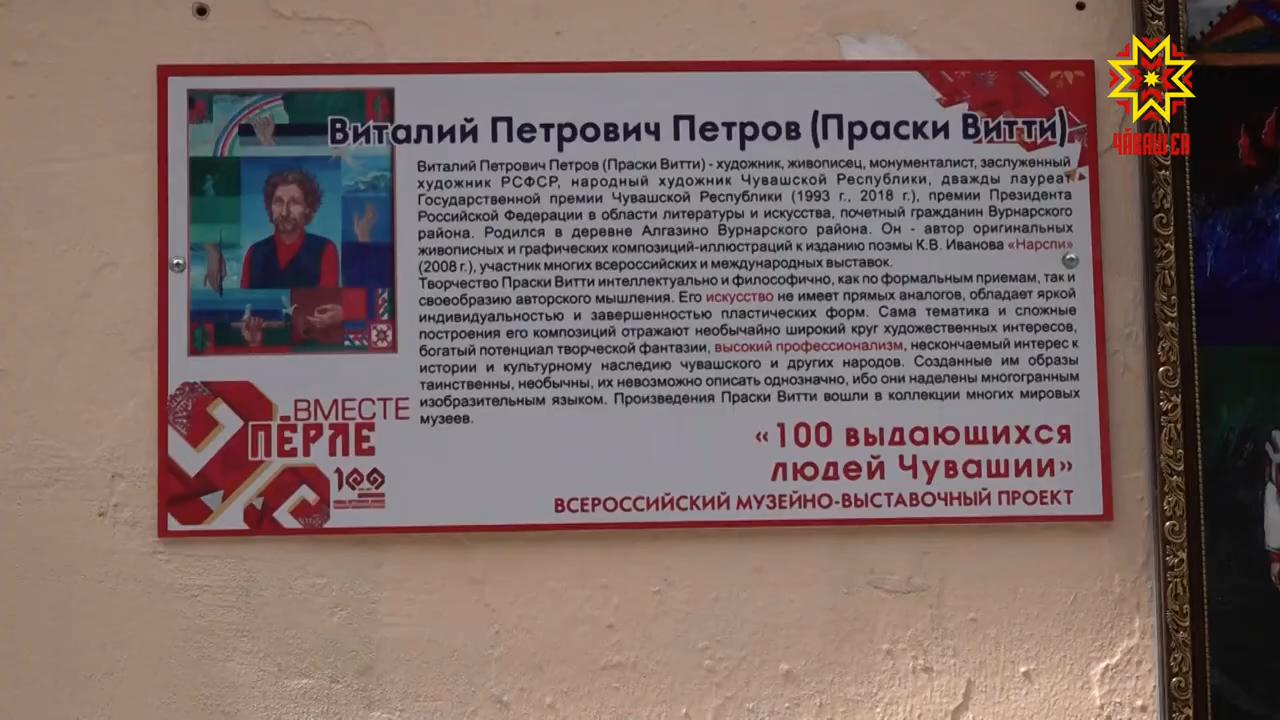 Виталий Петрович Петров (Праски Витти)
Виталий Петрович Петров (Праски Витти) - художник, живописец, монументалист, заслуженный
художник РСФСР, народный художник Чувашской Республики, дважды лауреат
Государственной премии Чувашской Республики (1993 г., 2018 г.), премии Президента
Российской Федерации в области литературы и искусства, почетный гражданин Вурнарского
района. Родился в деревне Алгазино Вурнарского района. Он - автор оригинальных
живописных и графических композиций-иллюстраций к изданию поэмы К.В. Иванова «Нарспи»
(2008 г.), участник многих всероссийских и международных выставок.
Творчество Праски Витти интеллектуально и философично, как по формальным приемам, так и
своеобразию авторского мышления. Его искусство не имеет прямых аналогов, обладает яркой
индивидуальностью и завершенностью пластических форм. Сама тематика и сложные
построения его композиций отражают необычайно широкий круг художественных интересов,
богатый потенциал творческой фантазии, высокий профессионализм, нескончаемый интерес к
истории и культурному наследию чувашского и других народов. Созданные им образы
таинственны, необычны, их невозможно описать однозначно, ибо они наделены многогранным
изобразительным языком. Произведения Праски Витти вошли в коллекции многих мировых
музеев.
ВМЕСТЕ
ПӖРЛЕ
100
«100 выдающихся
людей Чувашии»
ВСЕРОССИЙСКИЙ МУЗЕЙНО-ВЫСТАВОЧНЫЙ ПРОЕКТ
ЧӐВАШ ЕН